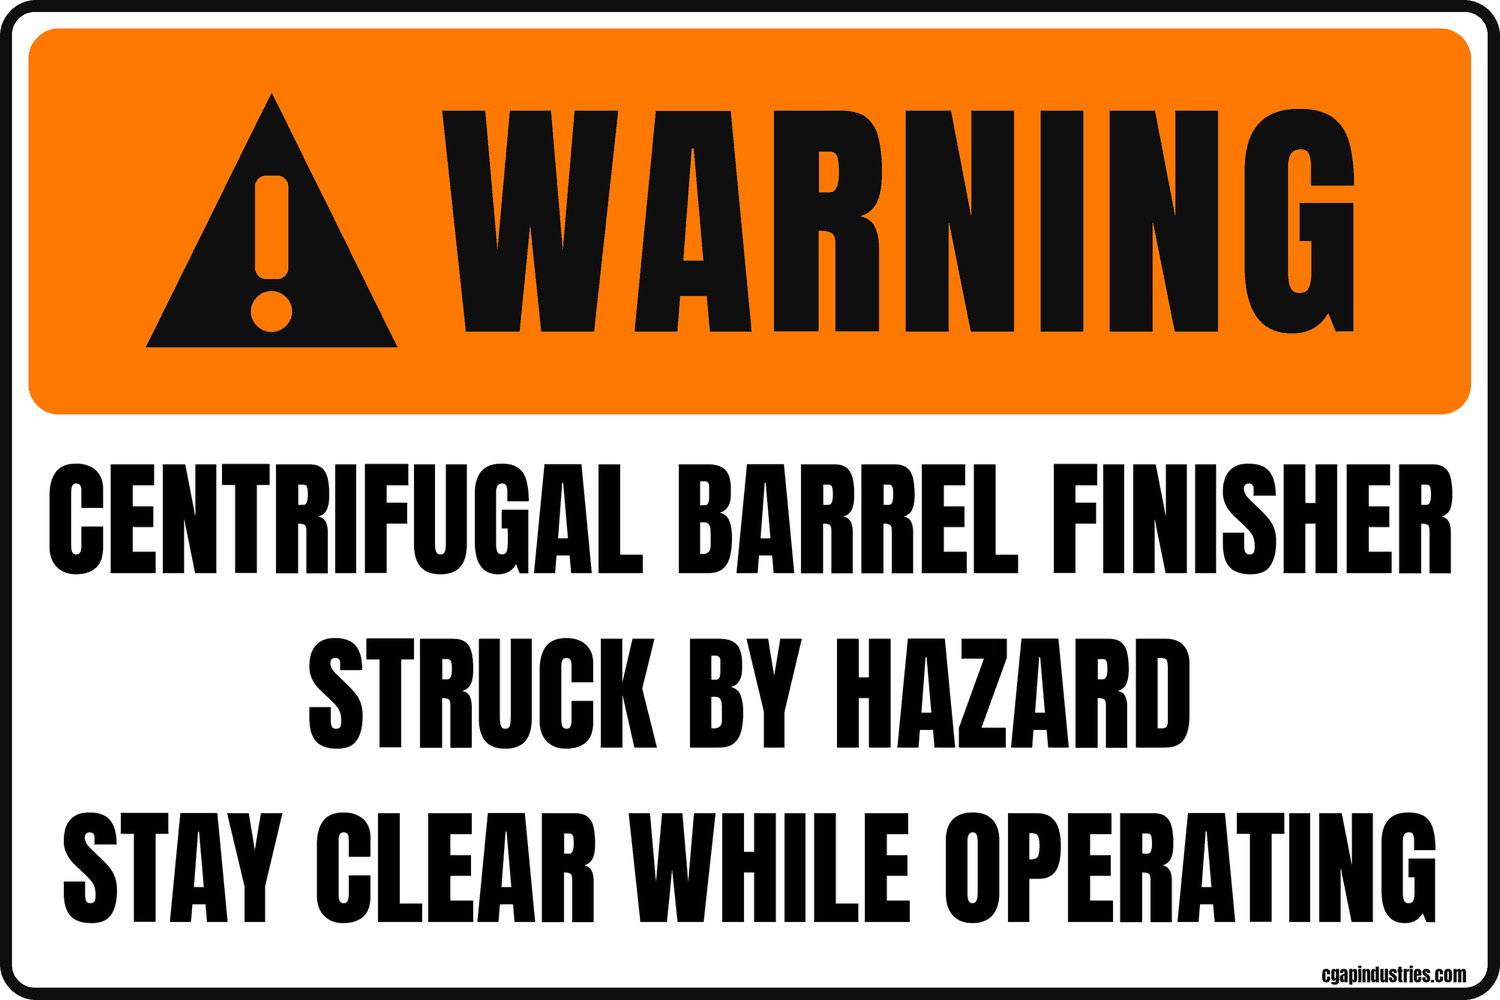 WARNING
CENTRIFUGAL BARREL FINISHER
STRUCK BY HAZARD
STAY CLEAR WHILE OPERATING
cgapindustries.com